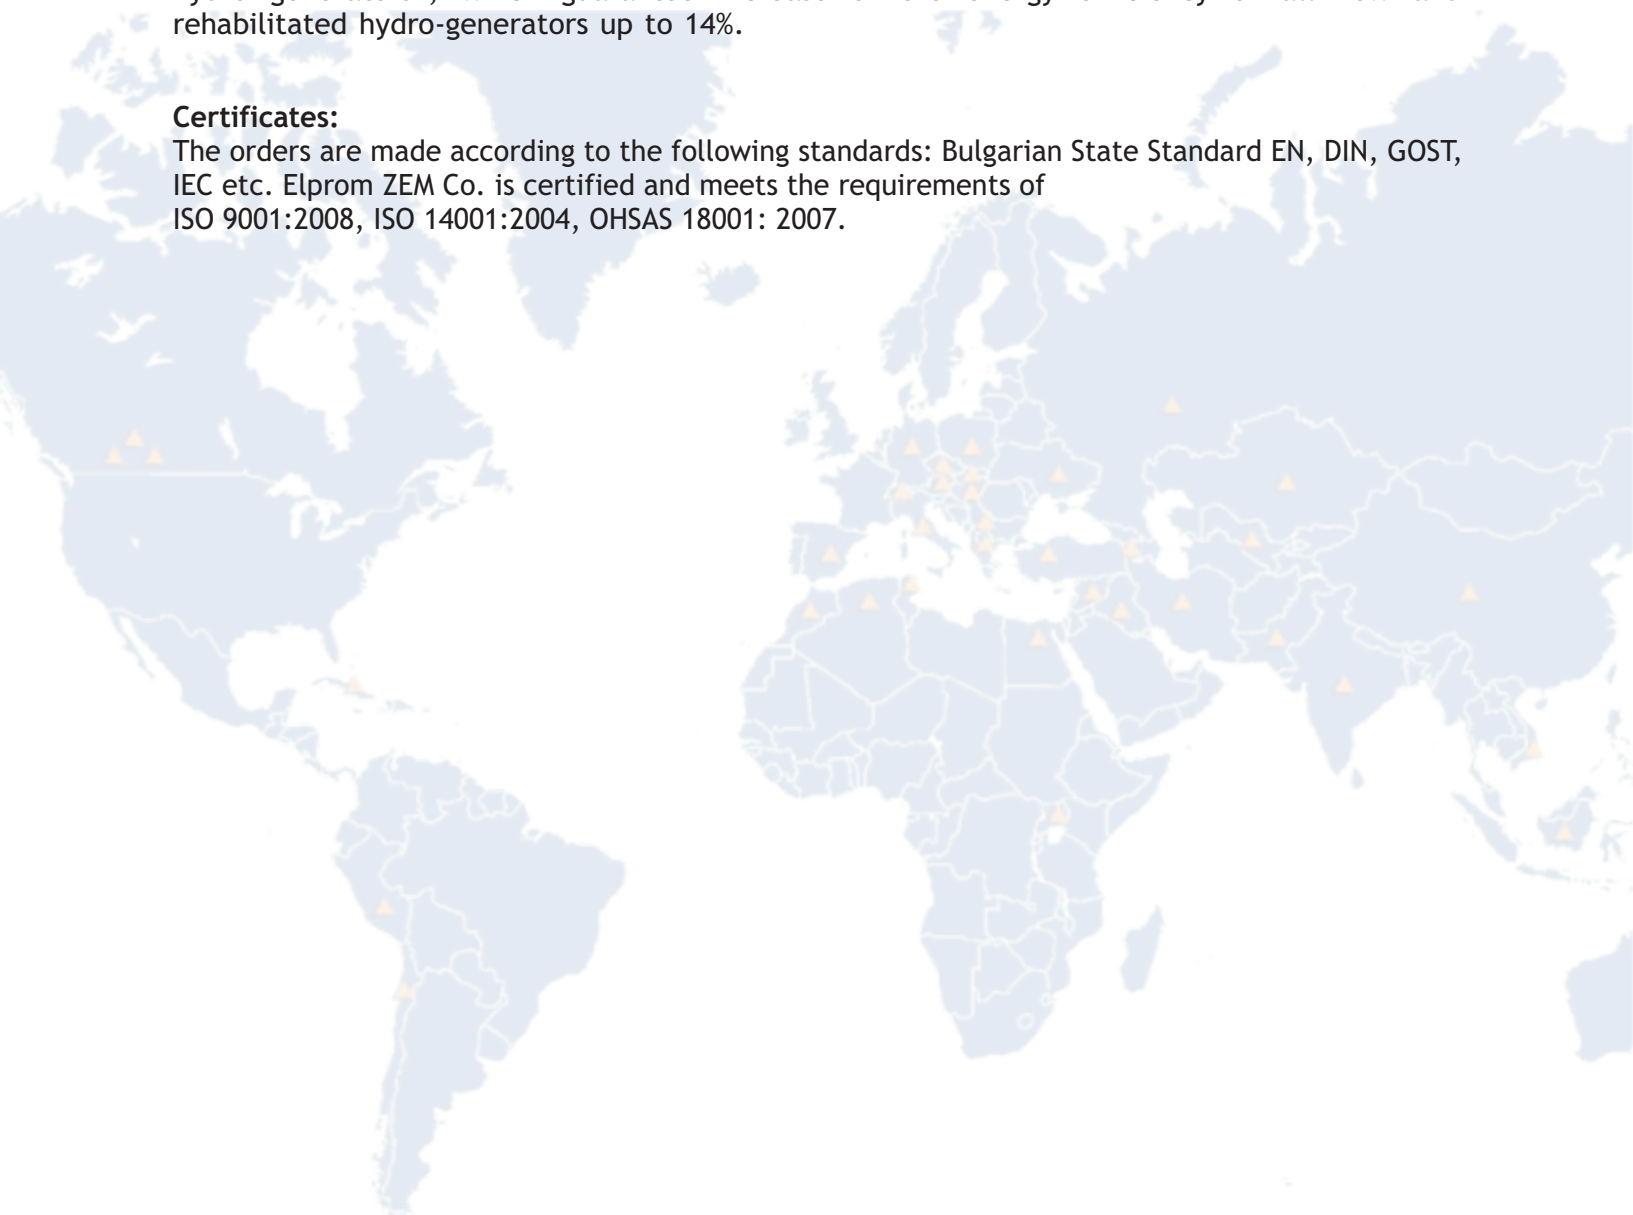 rehabilitated hydro-generators up to 14%.
Certificates:
The orders are made according to the following standards: Bulgarian State Standard EN, DIN, GOST,
IEC etc. Elprom ZEM Co. is certified and meets the requirements of
ISO 9001:2008, ISO 14001:2004, OHSAS 18001: 2007.